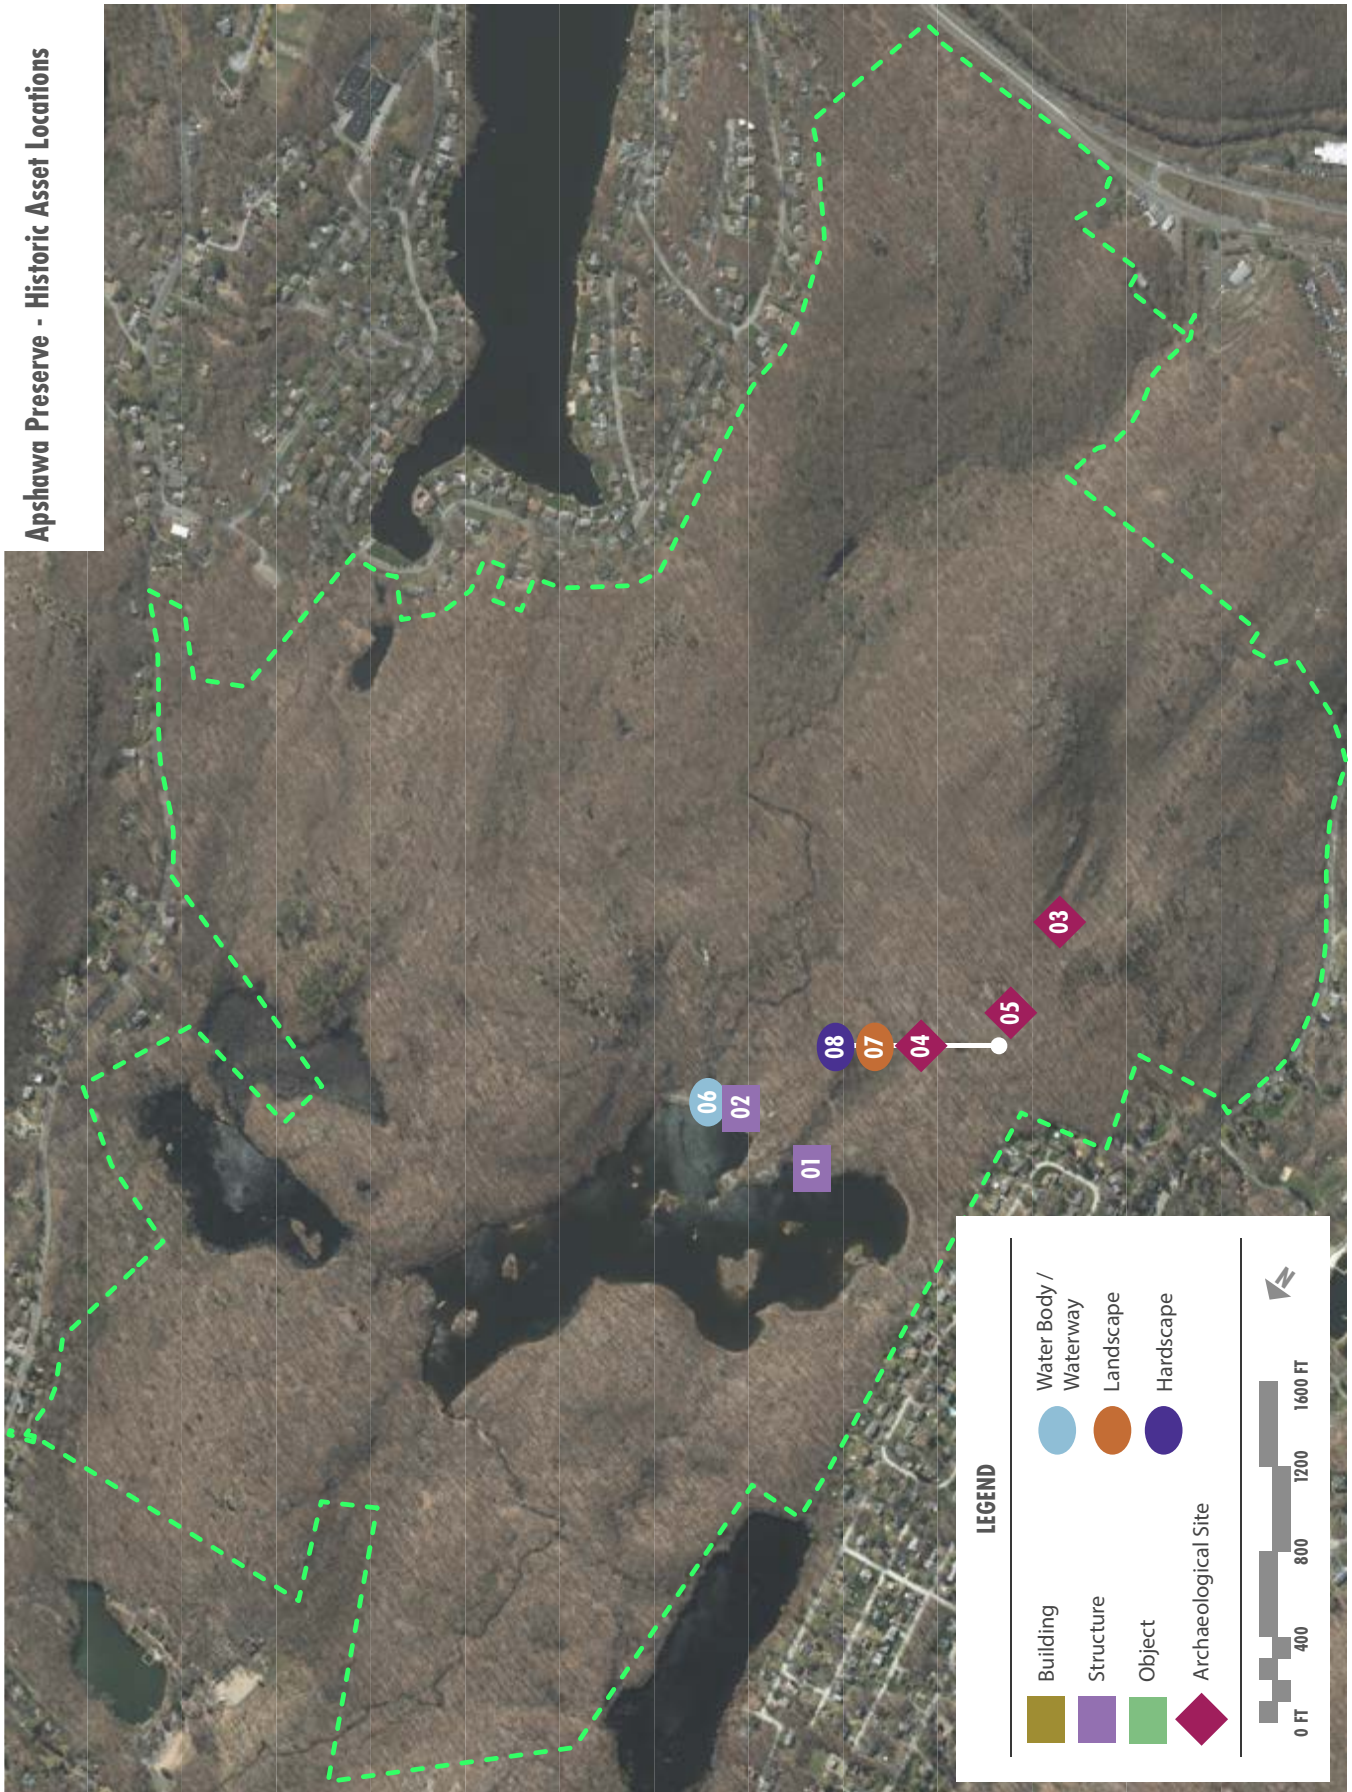 Apshawa Preserve - Historic Asset Locations
01
02
03
04
05
06
07
08
LEGEND
Building
Structure
Object
Archaeological Site
Water Body /
Waterway
Landscape
Hardscape
0 FT 400 800 1200 1600 FT
N